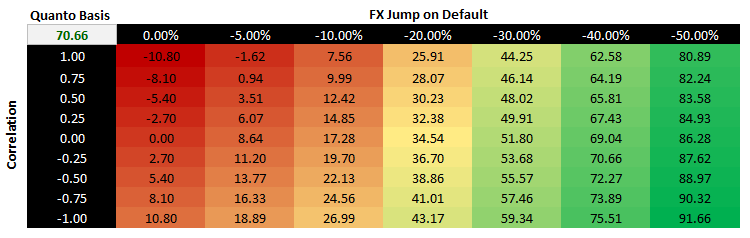 Quanto Basis FX Jump on Default
70.66 0.00% -5.00% -10.00% -20.00% -30.00% -40.00% -50.00%
Correlation
1.00 -10.80 -1.62 7.56 25.91 44.25 62.58 80.89
0.75 -8.10 0.94 9.99 28.07 46.14 64.19 82.24
0.50 -5.40 3.51 12.42 30.23 48.02 65.81 83.58
0.25 -2.70 6.07 14.85 32.38 49.91 67.43 84.93
0.00 0.00 8.64 17.28 34.54 51.80 69.04 86.28
-0.25 2.70 11.20 19.70 36.70 53.68 70.66 87.62
-0.50 5.40 13.77 22.13 38.86 55.57 72.27 88.97
-0.75 8.10 16.33 24.56 41.01 57.46 73.89 90.32
-1.00 10.80 18.89 26.99 43.17 59.34 75.51 91.66